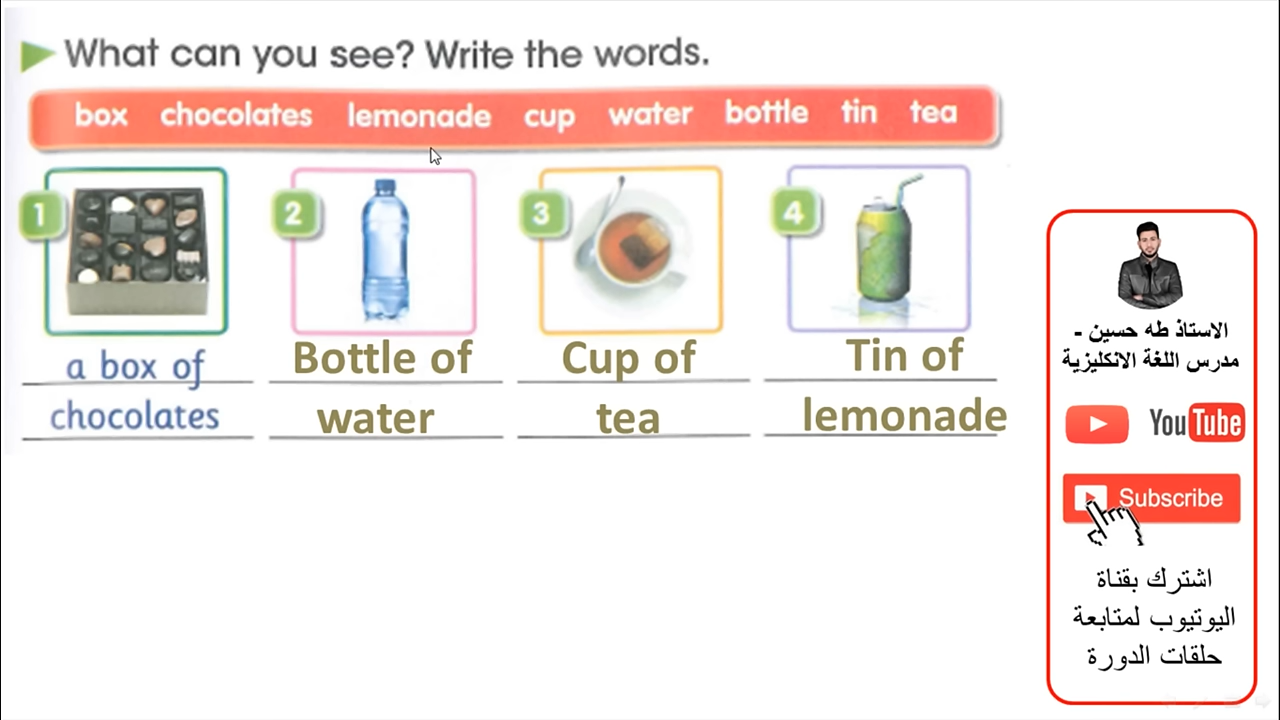 What can you see? Write the words.
box chocolates lemonade cup water bottle tin tea
1
2
3
4
a box of
chocolates
Bottle of
water
Cup of
tea
Tin of
lemonade
الاستاذ طه حسين -
مدرس اللغة الانكليزية
YouTube
Subscribe
اشترك بقناة
اليوتيوب لمتابعة
حلقات الدورة